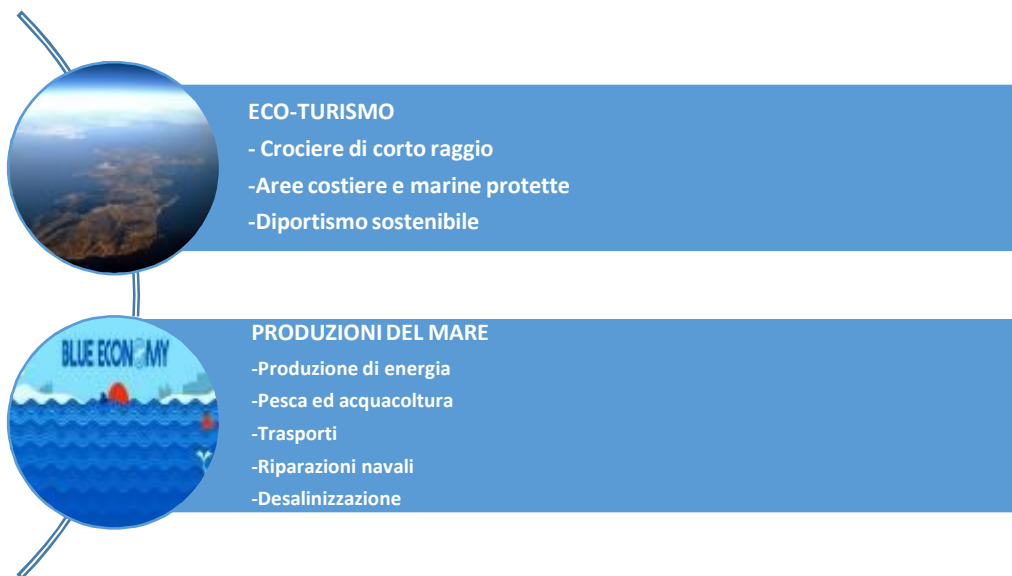 ECO-TURISMO
- Crociere di corto raggio
-Aree costiere e marine protette
-Diportismo sostenibile
BLUE ECONOMY
PRODUZIONI DEL MARE
-Produzione di energia
-Pesca ed acquacoltura
-Trasporti
-Riparazioni navali
-Desalinizzazione